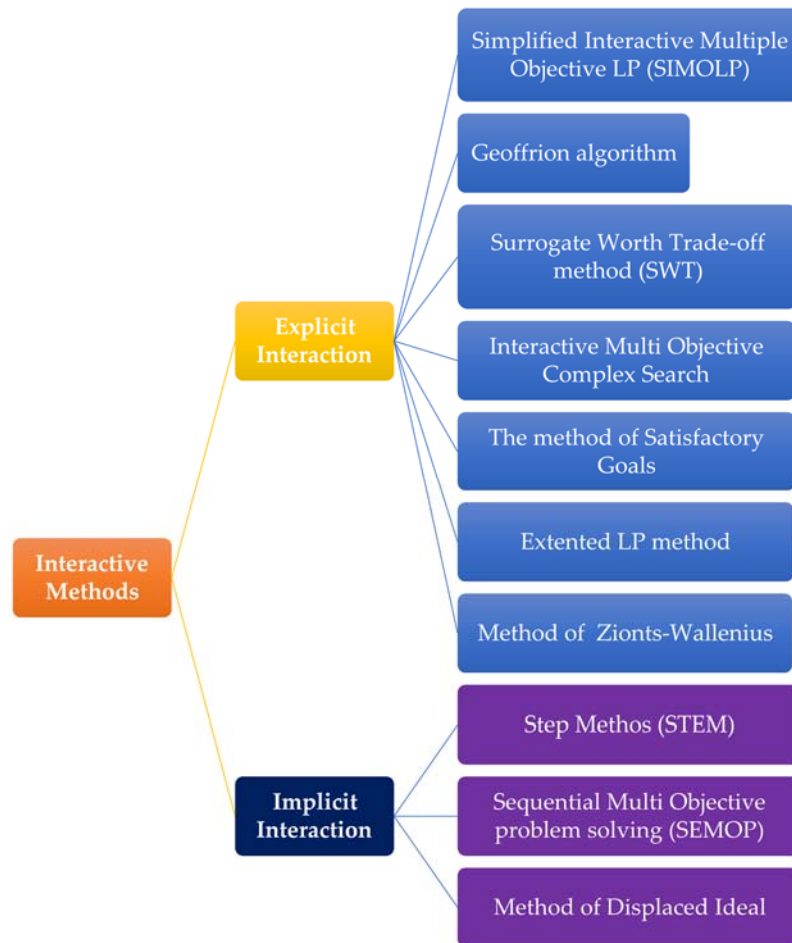 Simplified Interactive Multiple
Objective LP (SIMOLP)
Geoffrion algorithm
Surrogate Worth Trade-off
method (SWT)
Explicit
Interaction
Interactive Multi Objective
Complex Search
The method of Satisfactory
Goals
Extented LP method
Interactive
Methods
Method of Zionts-Wallenius
Step Methos (STEM)
Implicit
Interaction
Sequential Multi Objective
problem solving (SEMOP)
Method of Displaced Ideal